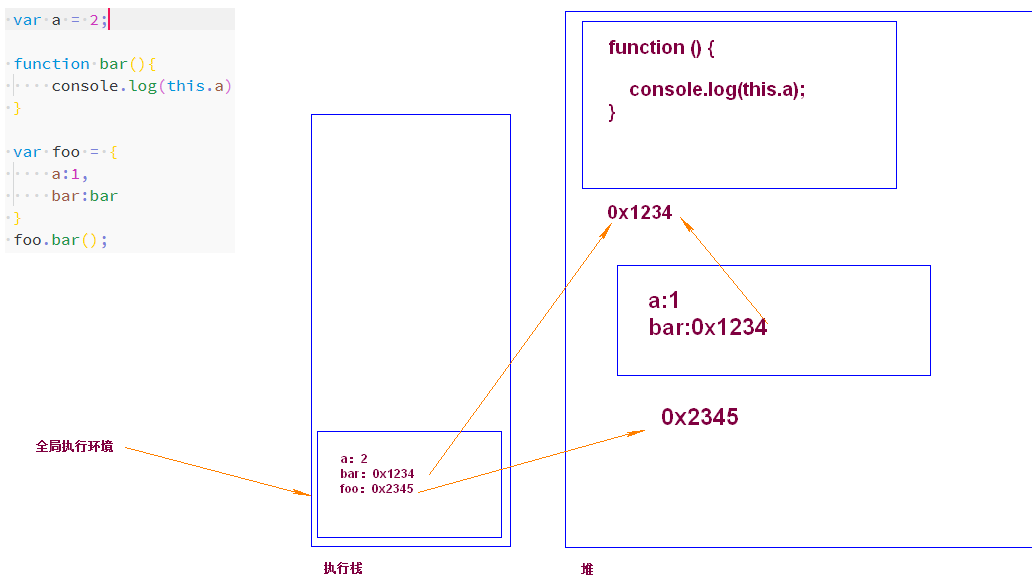 var a = 2;
function bar(){
console.log(this.a)
}
var foo = {
a:1,
bar:bar
}
foo.bar();
function () {
console.log(this.a);
}
0x1234
a:1
bar:0x1234
0x2345
全局执行环境
a: 2
bar: 0x1234
foo: 0x2345
执行栈
堆